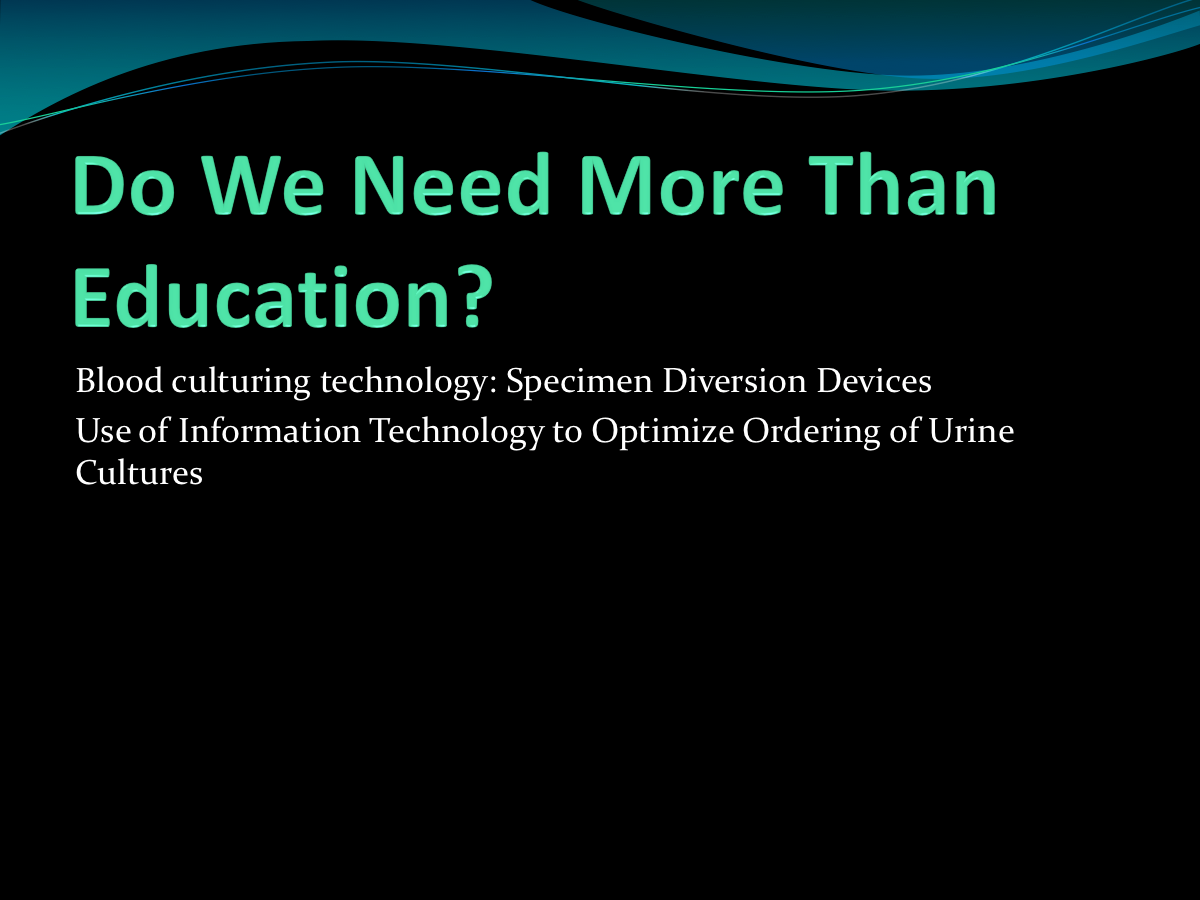 Do We Need More Than
Education?
Blood culturing technology: Specimen Diversion Devices
Use of Information Technology to Optimize Ordering of Urine
Cultures